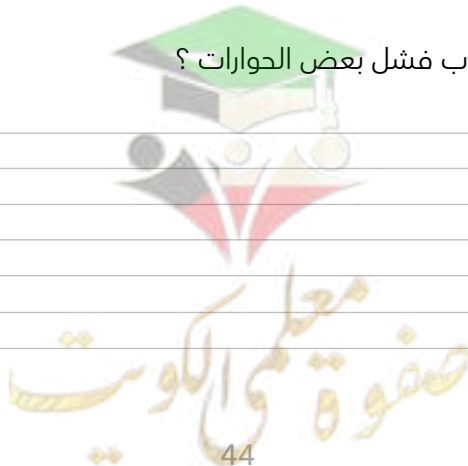 ب فشل بعض الحوارات ؟
صفوة معلمي الكويت
44